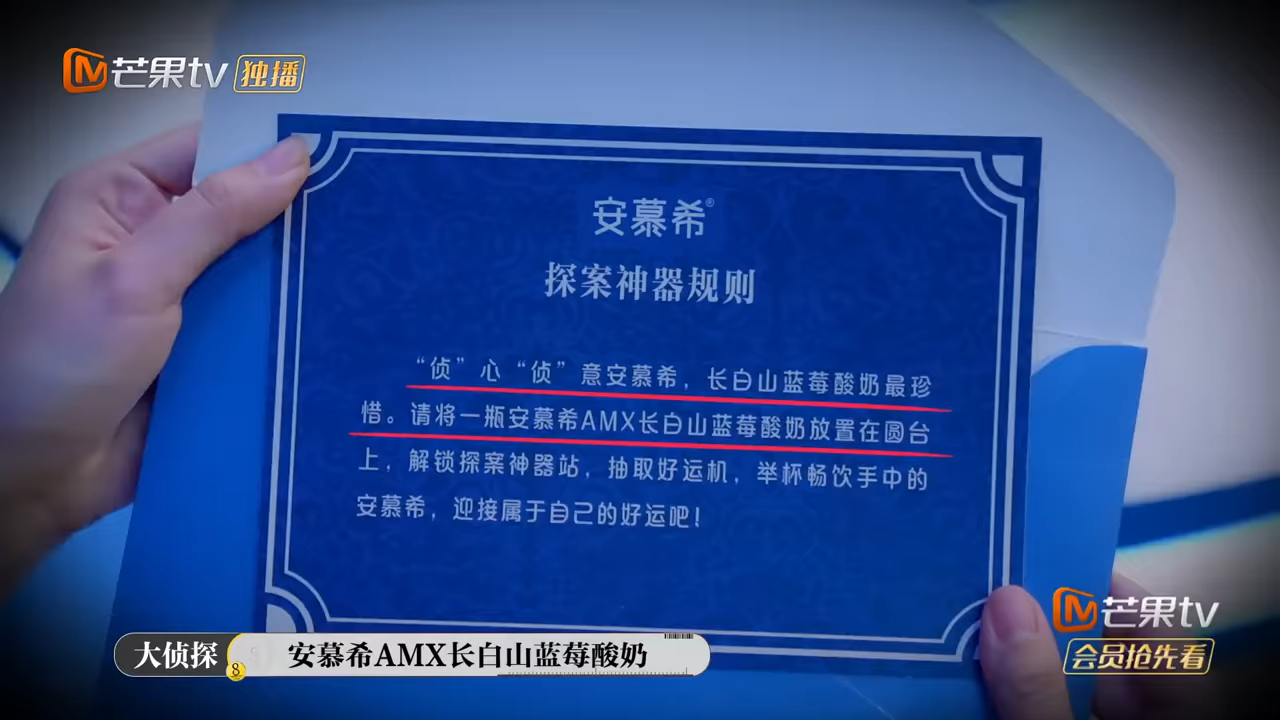 芒果tv 独播
安慕希®
探案神器规则
“侦”心“侦”意安慕希，长白山蓝莓酸奶最珍
惜。请将一瓶安慕希AMX长白山蓝莓酸奶放置在圆台
上，解锁探案神器站，抽取好运机，举杯畅饮手中的
安慕希，迎接属于自己的好运吧！
芒果tv
会员抢先看
大侦探 8 安慕希AMX长白山蓝莓酸奶